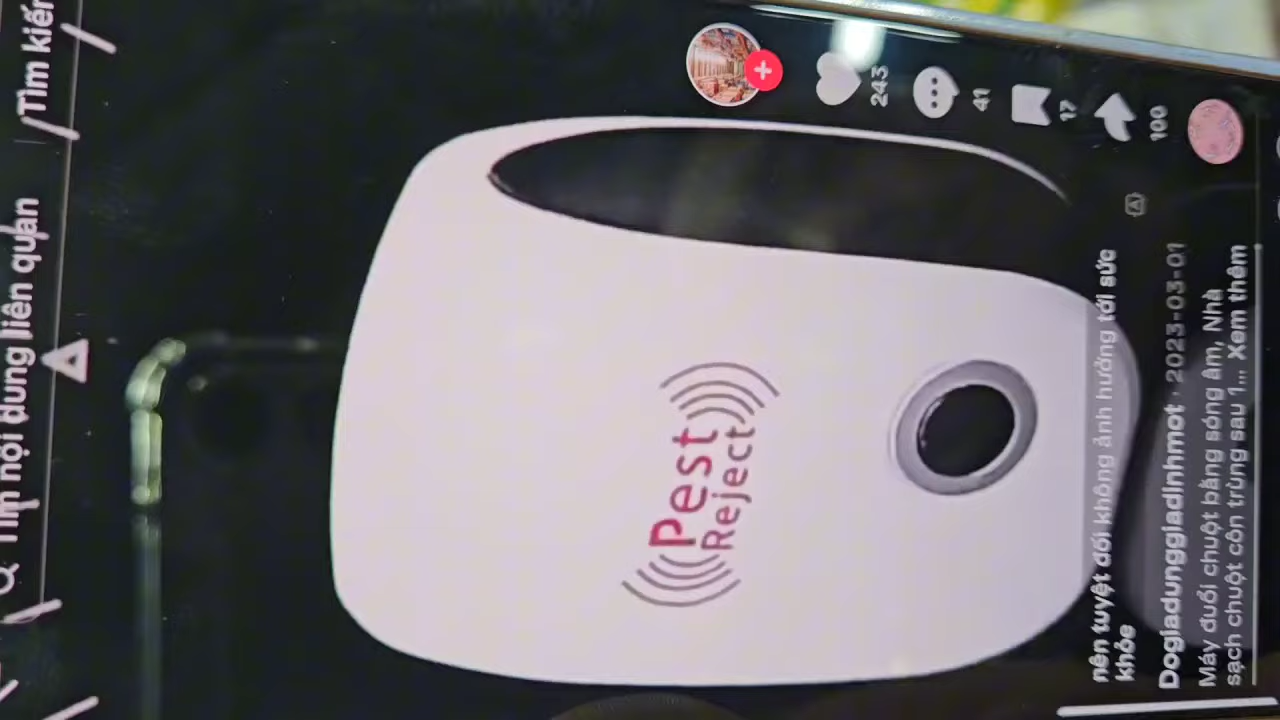 Tìm nội dung liên quan
Tìm kiếm
243
41
17
100
Pest
Reject
nên tuyệt đối không ảnh hưởng tới sức
khỏe
Dogiadunggiadinhmot · 2023-03-01
Máy đuổi chuột bằng sóng âm, Nhà
sạch chuột côn trùng sau 1... Xem thêm